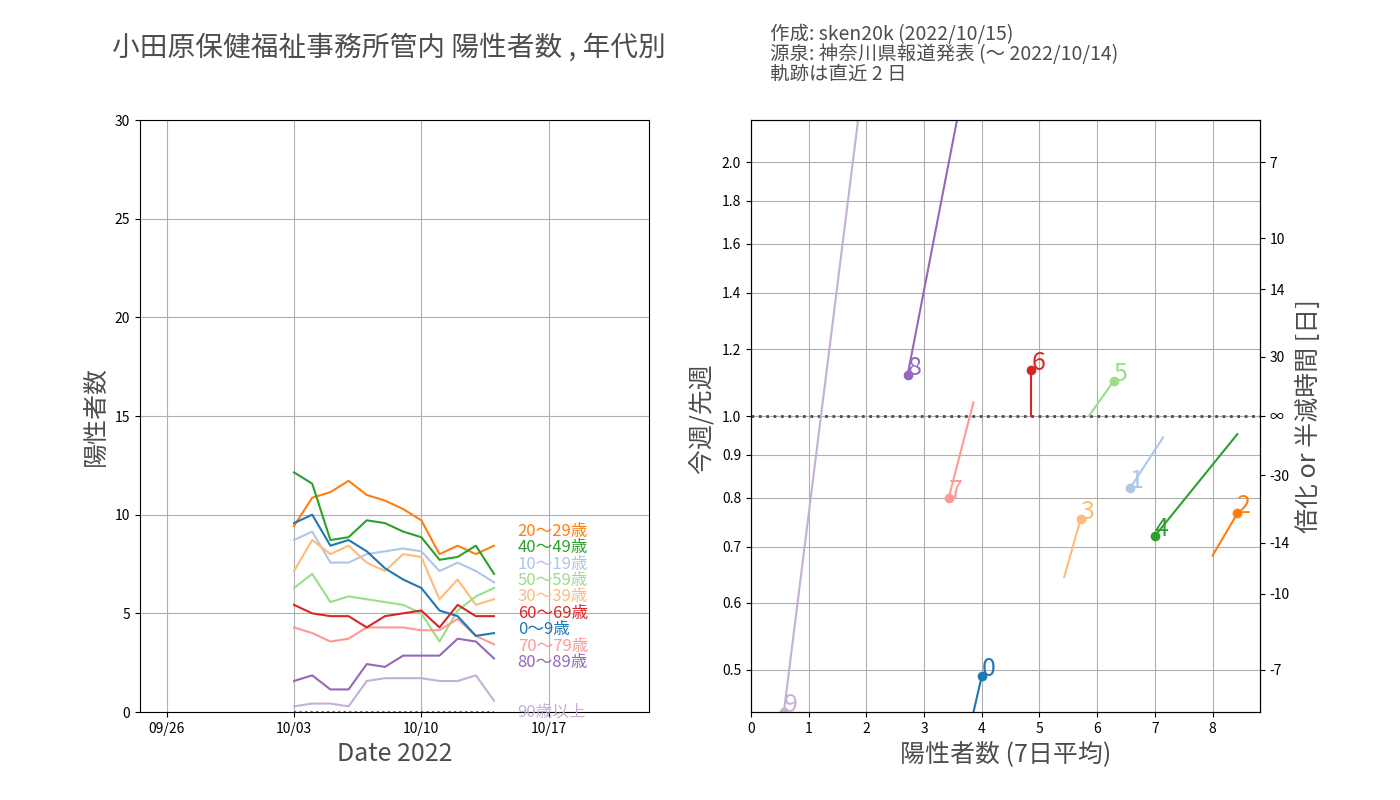 小田原保健福祉事務所管内 陽性者数 , 年代別
作成: sken20k (2022/10/15)
源泉: 神奈川県報道発表 (〜 2022/10/14)
軌跡は直近 2 日
陽性者数
30
25
20
15
10
5
0
20〜29歳
40〜49歳
10〜19歳
50〜59歳
30〜39歳
60〜69歳
0〜9歳
70〜79歳
80〜89歳
90歳以上
09/26
10/03
10/10
10/17
Date 2022
今週/先週
2.0
1.8
1.6
1.4
1.2
1.0
0.9
0.8
0.7
0.6
0.5
8
6
5
7
1
3
2
4
0
9
0
1
2
3
4
5
6
7
8
陽性者数 (7日平均)
7
10
14
30
∞
-30
-14
-10
-7
倍化 or 半減時間 [日]